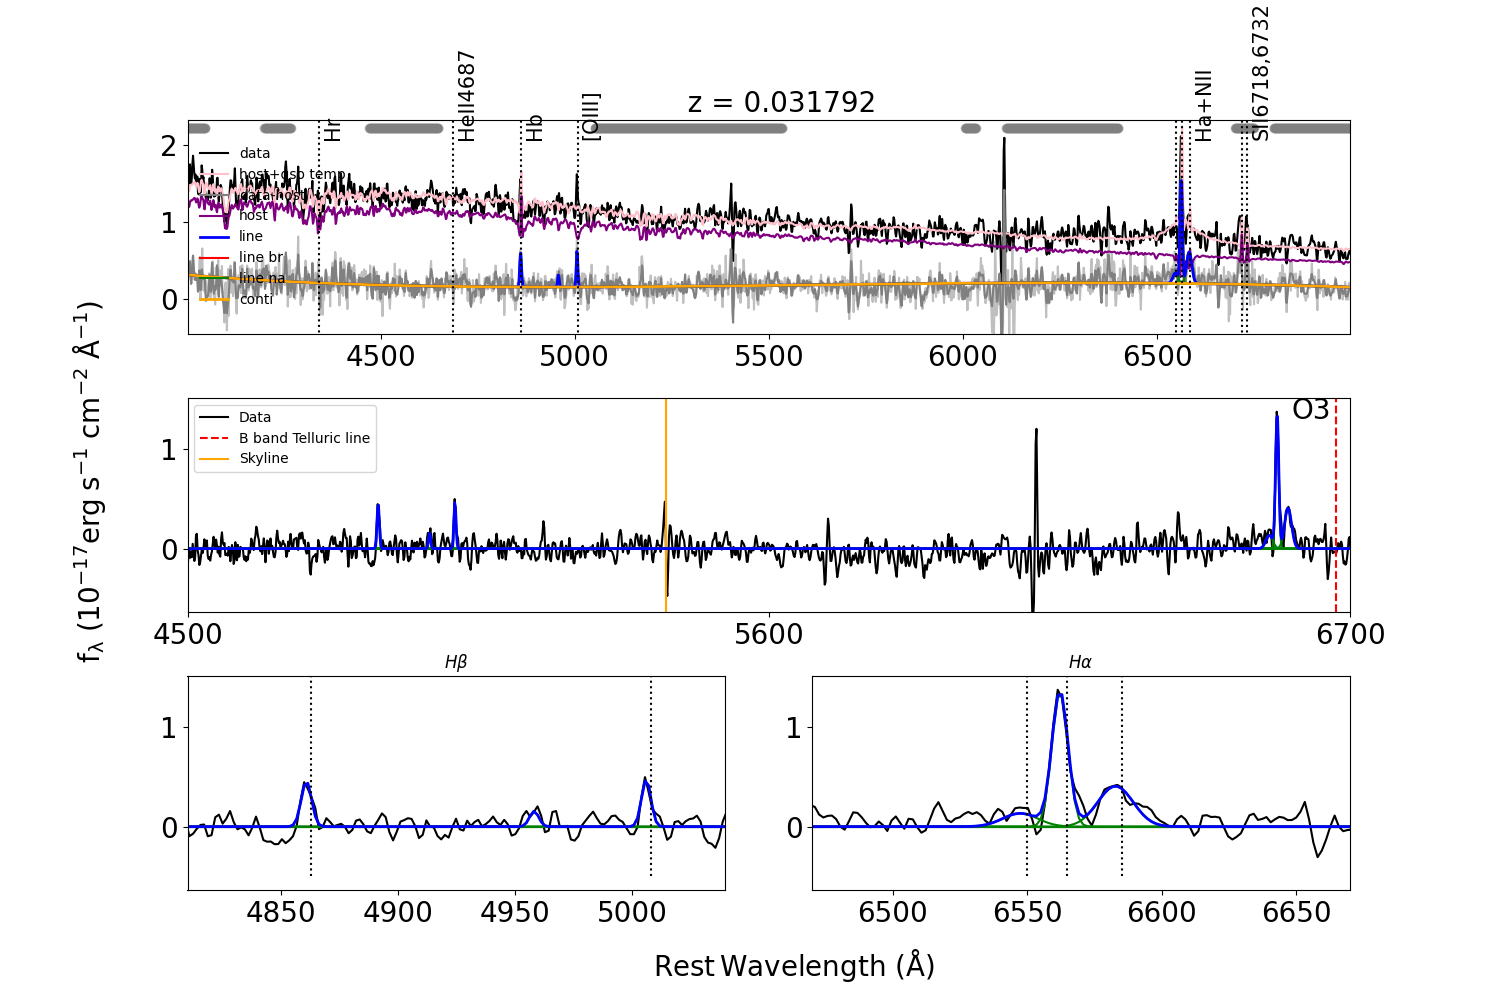 z = 0.031792
Hr
HeII4687
Hb
[OIII]
Ha+NII
SII6718,6732
data
host+qso temp
data-host
host
line
line br
line na
conti
2
1
0
4500 5000 5500 6000 6500
fλ (10⁻¹⁷erg s⁻¹ cm⁻² Å⁻¹)
Data
B band Telluric line
Skyline
O3
1
0
4500 5600 6700
Hβ
1
0
4850 4900 4950 5000
Hα
1
0
6500 6550 6600 6650
Rest Wavelength (Å)